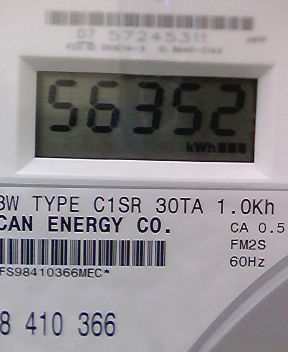 07 57245311
56352
kWh
3W TYPE C1SR 30TA 1.0Kh
CAN ENERGY CO.
CA 0.5
FM2S
FS98410366MEC*
60Hz
8 410 366